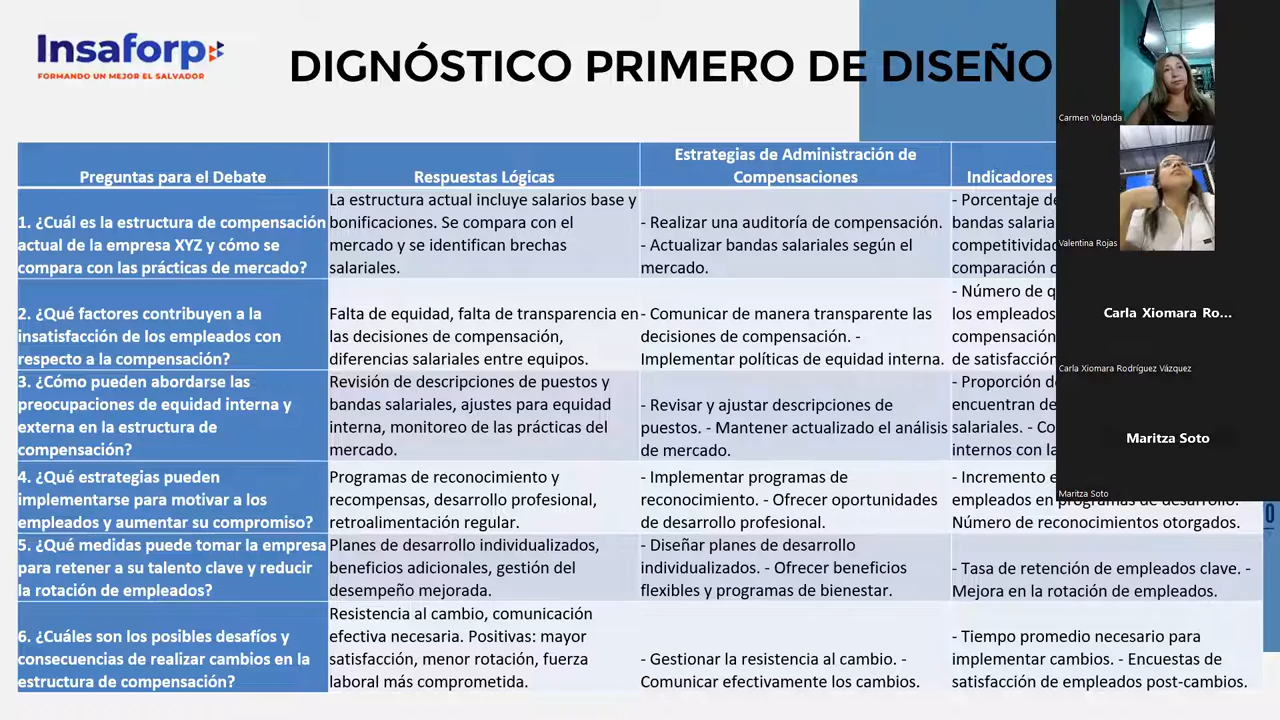 Insaforp
FORMANDO UN MEJOR EL SALVADOR
DIGNÓSTICO PRIMERO DE DISEÑO
Preguntas para el Debate
Respuestas Lógicas
Estrategias de Administración de
Compensaciones
Indicadores
1. ¿Cuál es la estructura de compensación
actual de la empresa XYZ y cómo se
compara con las prácticas de mercado?
La estructura actual incluye salarios base y
bonificaciones. Se compara con el
mercado y se identifican brechas
salariales.
- Realizar una auditoría de compensación.
- Actualizar bandas salariales según el
mercado.
- Porcentaje de
bandas
competitividad
comparación
2. ¿Qué factores contribuyen a la
insatisfacción de los empleados con
respecto a la compensación?
Falta de equidad, falta de transparencia en
las decisiones de compensación,
diferencias salariales entre equipos.
- Comunicar de manera transparente las
decisiones de compensación. -
Implementar políticas de equidad interna.
- Número de
los empleados
compensación
de satisfacción
3. ¿Cómo pueden abordarse las
preocupaciones de equidad interna y
externa en la estructura de
compensación?
Revisión de descripciones de puestos y
bandas salariales, ajustes para equidad
interna, monitoreo de las prácticas del
mercado.
- Revisar y ajustar descripciones de
puestos. - Mantener actualizado el análisis
de mercado.
- Proporción
encuentran
salariales. -
internos con
4. ¿Qué estrategias pueden
implementarse para motivar a los
empleados y aumentar su compromiso?
Programas de reconocimiento y
recompensas, desarrollo profesional,
retroalimentación regular.
- Implementar programas de
reconocimiento. - Ofrecer oportunidades
de desarrollo profesional.
- Incremento
empleados en programas de desarrollo.
Número de reconocimientos otorgados.
5. ¿Qué medidas puede tomar la empresa
para retener a su talento clave y reducir
la rotación de empleados?
Planes de desarrollo individualizados,
beneficios adicionales, gestión del
desempeño mejorada.
- Diseñar planes de desarrollo
individualizados. - Ofrecer beneficios
flexibles y programas de bienestar.
- Tasa de retención de empleados clave. -
Mejora en la rotación de empleados.
6. ¿Cuáles son los posibles desafíos y
consecuencias de realizar cambios en la
estructura de compensación?
Resistencia al cambio, comunicación
efectiva necesaria. Positivas: mayor
satisfacción, menor rotación, fuerza
laboral más comprometida.
- Gestionar la resistencia al cambio. -
Comunicar efectivamente los cambios.
- Tiempo promedio necesario para
implementar cambios. - Encuestas de
satisfacción de empleados post-cambios.
Carmen Yolanda
Valentina Rojas
Carla Xiomara Ro...
Carla Xiomara Rodríguez Vázquez
Maritza Soto
Maritza Soto